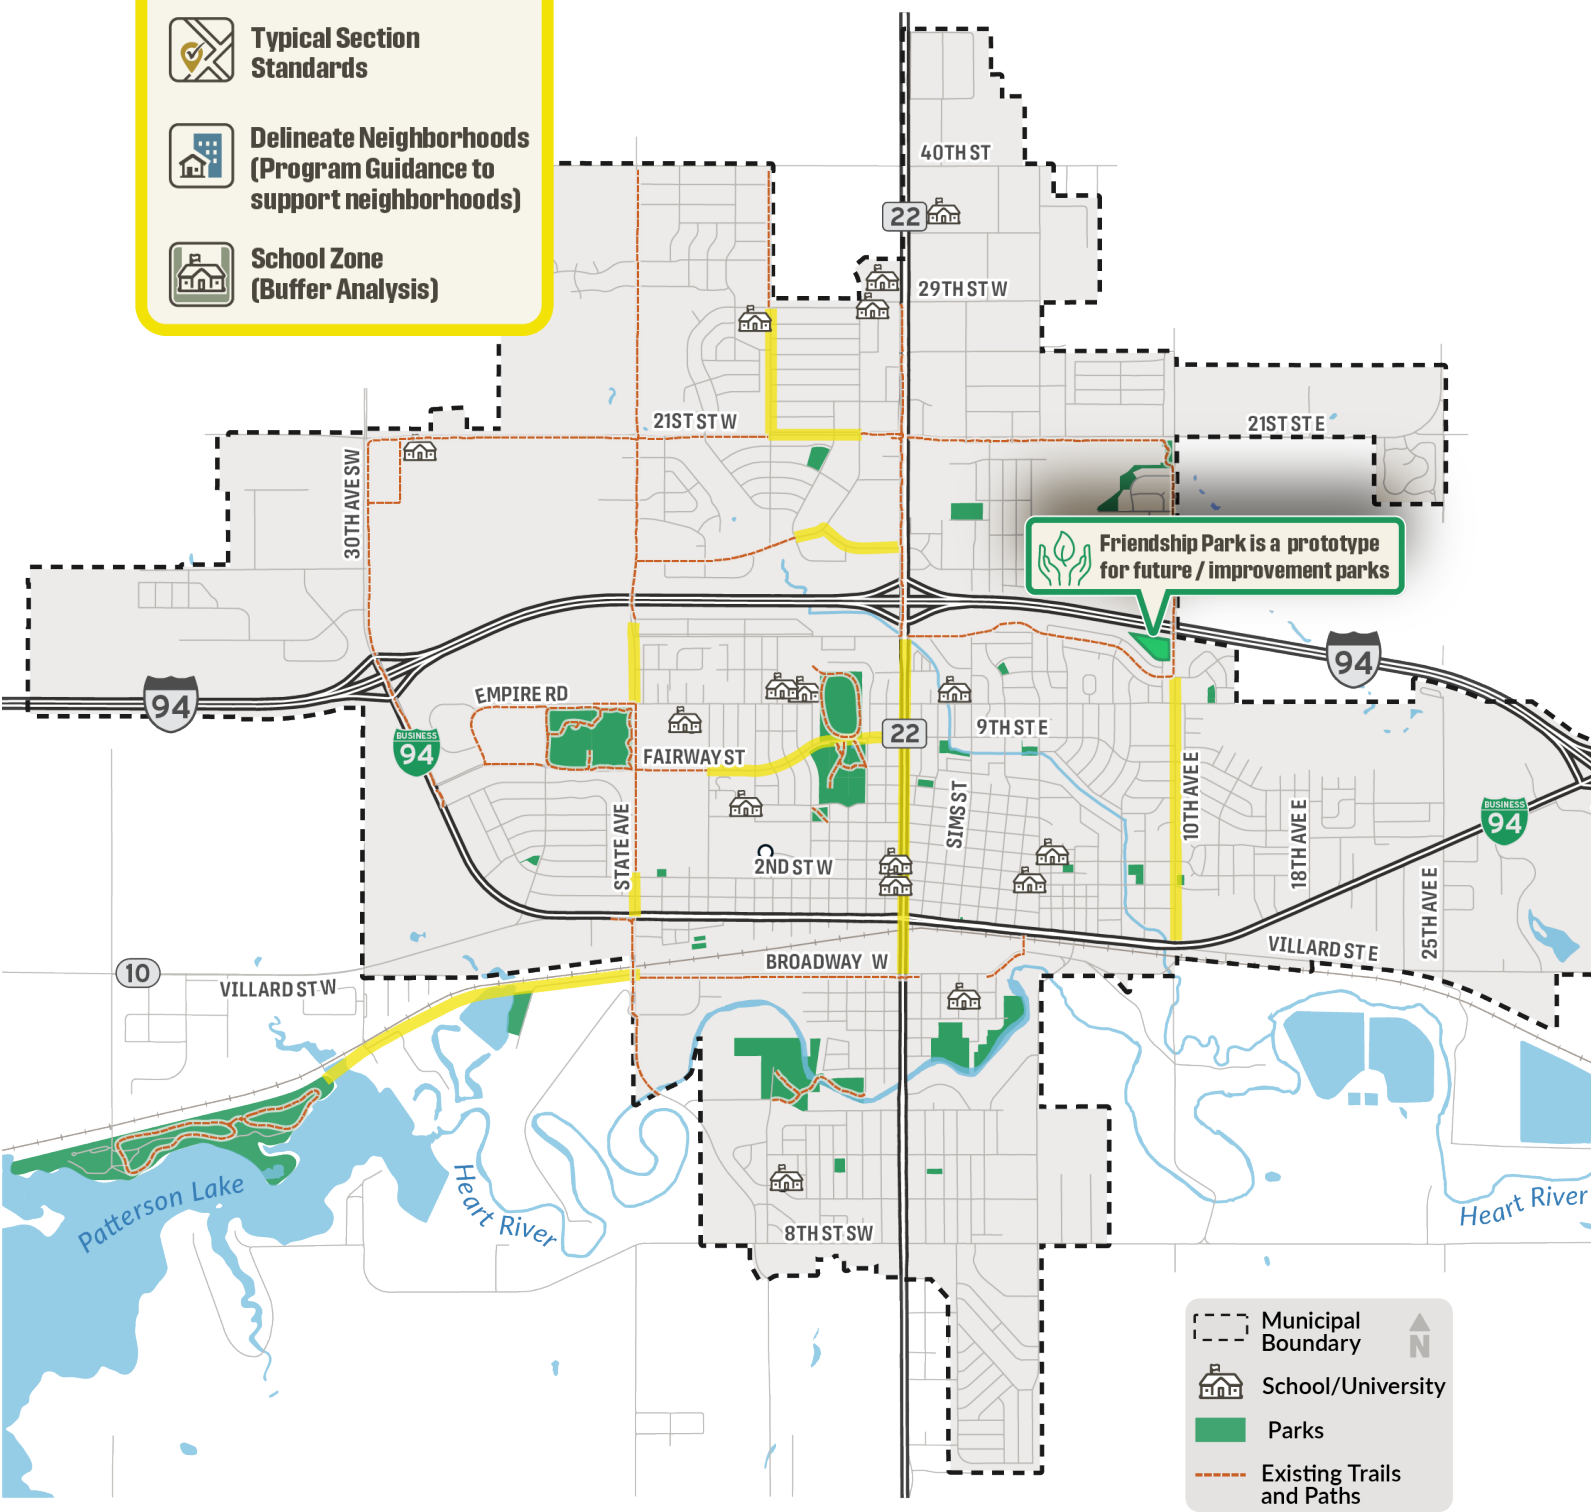 Typical Section
Standards
Delineate Neighborhoods
(Program Guidance to
support neighborhoods)
School Zone
(Buffer Analysis)
40TH ST
22
29TH ST W
21ST ST W
21ST ST E
30TH AVE SW
Friendship Park is a prototype
for future / improvement parks
94
94
EMPIRE RD
BUSINESS
94
FAIRWAY ST
22
9TH ST E
SIMS ST
10TH AVE E
18TH AVE E
BUSINESS
94
25TH AVE E
STATE AVE
2ND ST W
VILLARD ST E
BROADWAY W
10
VILLARD ST W
Patterson Lake
Heart River
Heart River
8TH ST SW
Municipal
Boundary
N
School/University
Parks
Existing Trails
and Paths